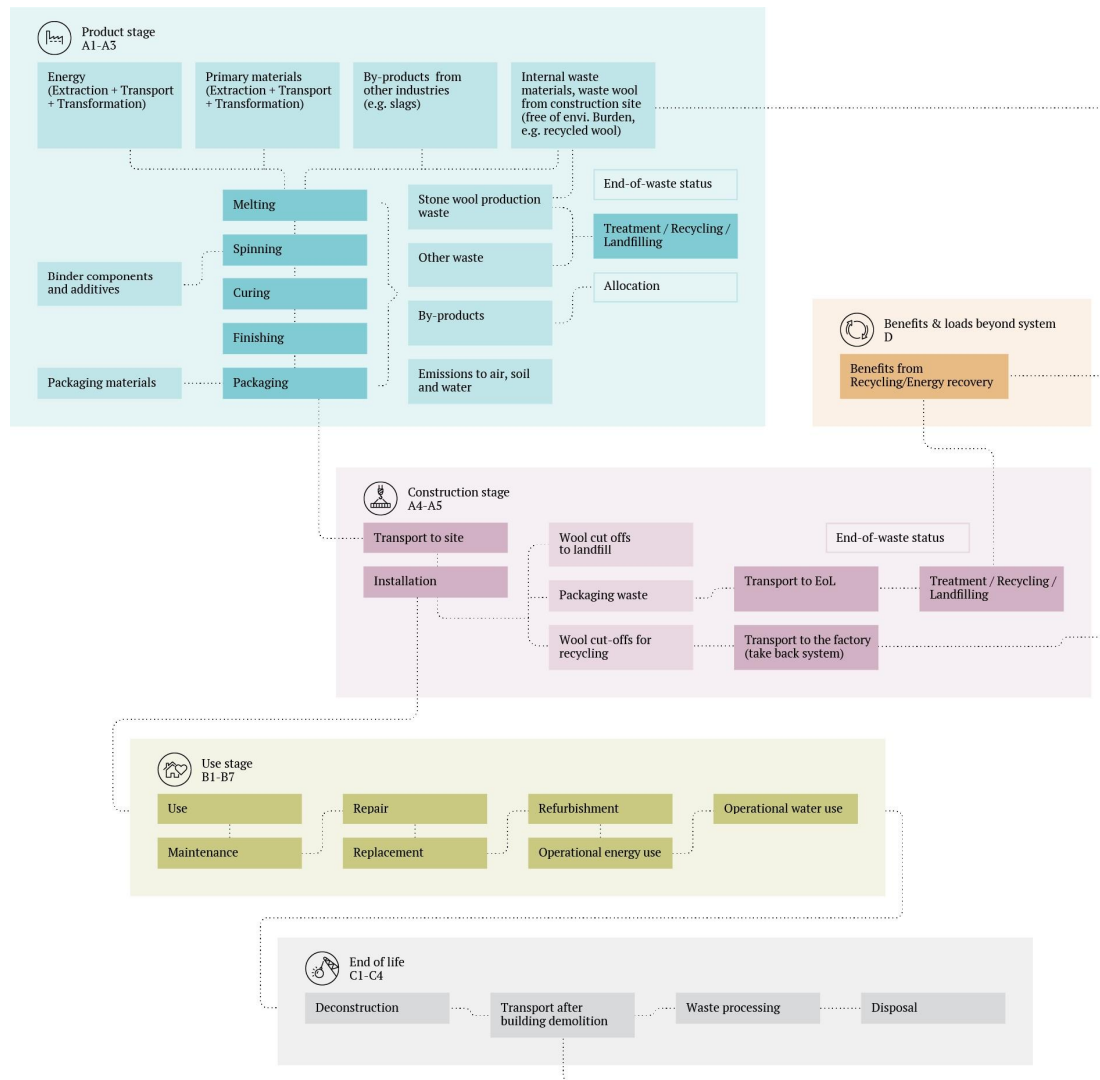 Product stage
A1-A3
Energy
(Extraction + Transport
+ Transformation)
Primary materials
(Extraction + Transport
+ Transformation)
By-products from
other industries
(e.g. slags)
Internal waste
materials, waste wool
from construction site
(free of envi. Burden,
e.g. recycled wool)
Melting
Spinning
Curing
Finishing
Packaging
Binder components
and additives
Packaging materials
Stone wool production
waste
Other waste
By-products
Emissions to air, soil
and water
End-of-waste status
Treatment / Recycling /
Landfilling
Allocation
Benefits & loads beyond system
D
Benefits from
Recycling/Energy recovery
Construction stage
A4-A5
Transport to site
Installation
Wool cut offs
to landfill
Packaging waste
Wool cut-offs for
recycling
End-of-waste status
Transport to EoL
Treatment / Recycling /
Landfilling
Transport to the factory
(take back system)
Use stage
B1-B7
Use
Maintenance
Repair
Replacement
Refurbishment
Operational energy use
Operational water use
End of life
C1-C4
Deconstruction
Transport after
building demolition
Waste processing
Disposal